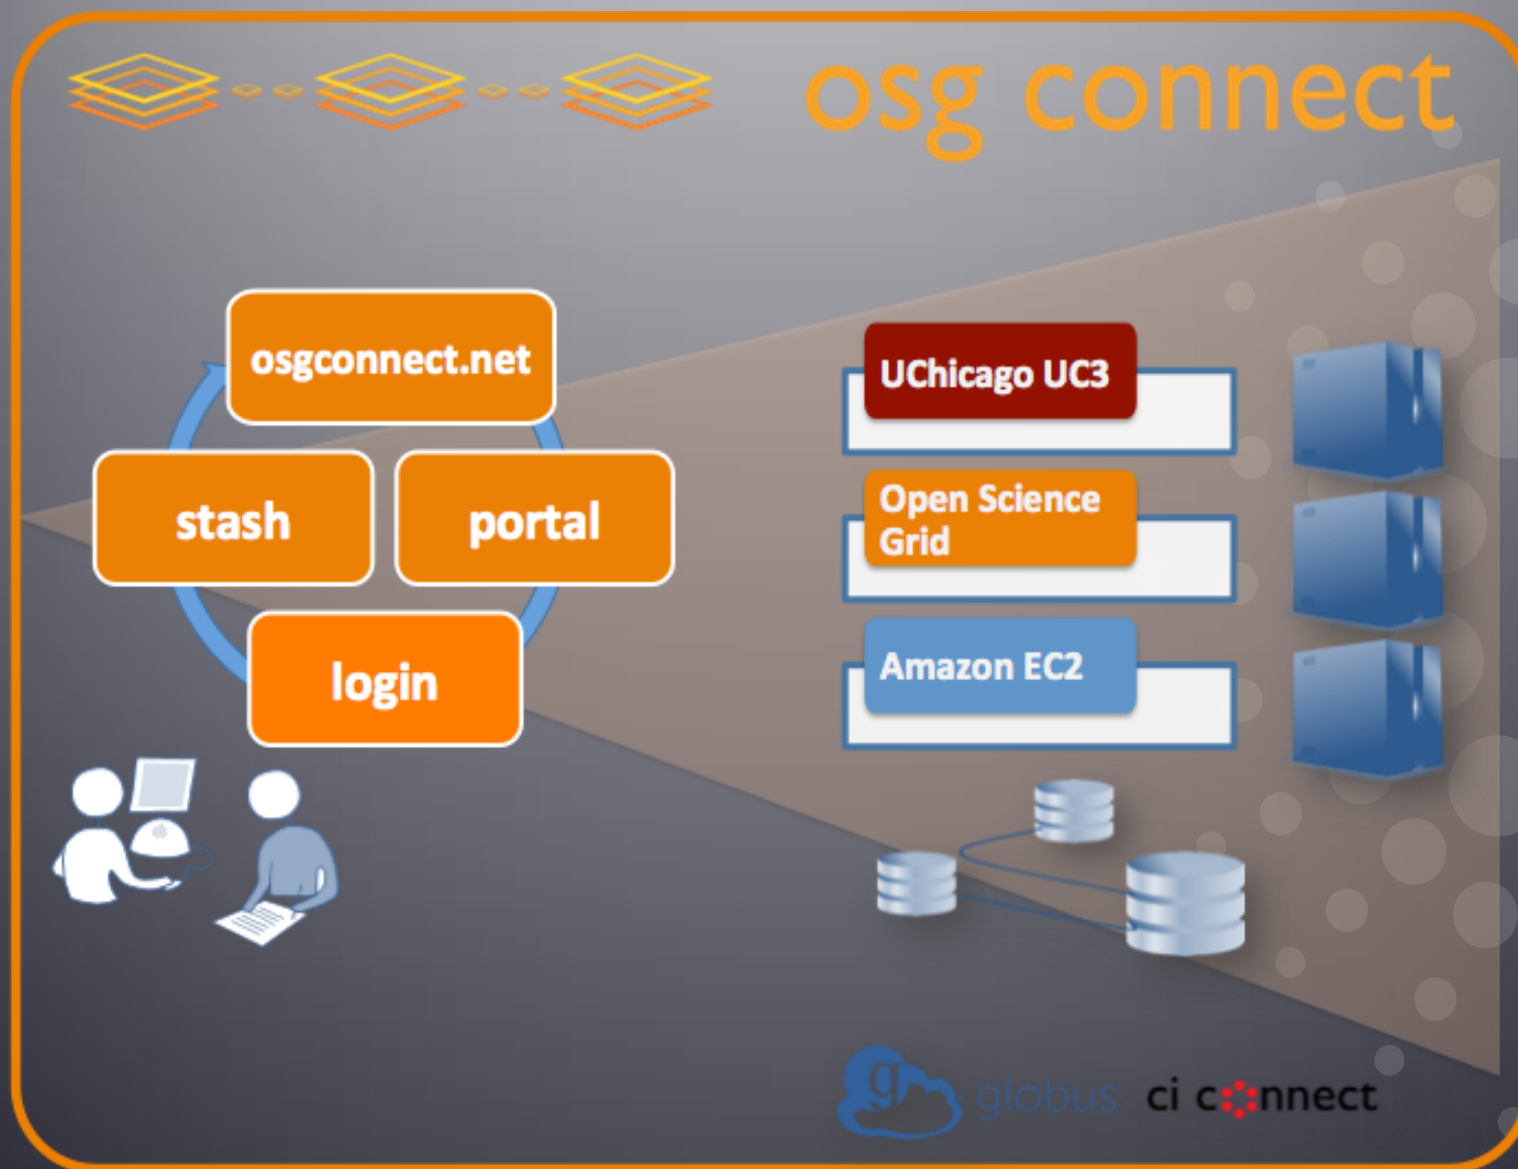 osg connect
osgconnect.net
stash
portal
login
UChicago UC3
Open Science
Grid
Amazon EC2
globus
ci connect